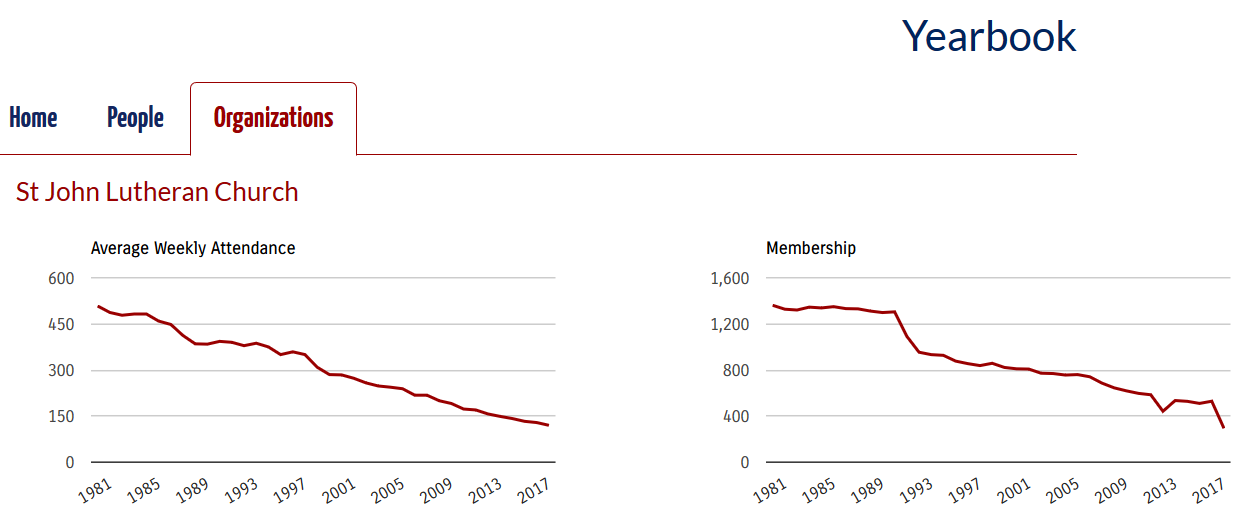 Yearbook
Home People Organizations
St John Lutheran Church
Average Weekly Attendance
600
450
300
150
0
1981 1985 1989 1993 1997 2001 2005 2009 2013 2017
Membership
1,600
1,200
800
400
0
1981 1985 1989 1993 1997 2001 2005 2009 2013 2017